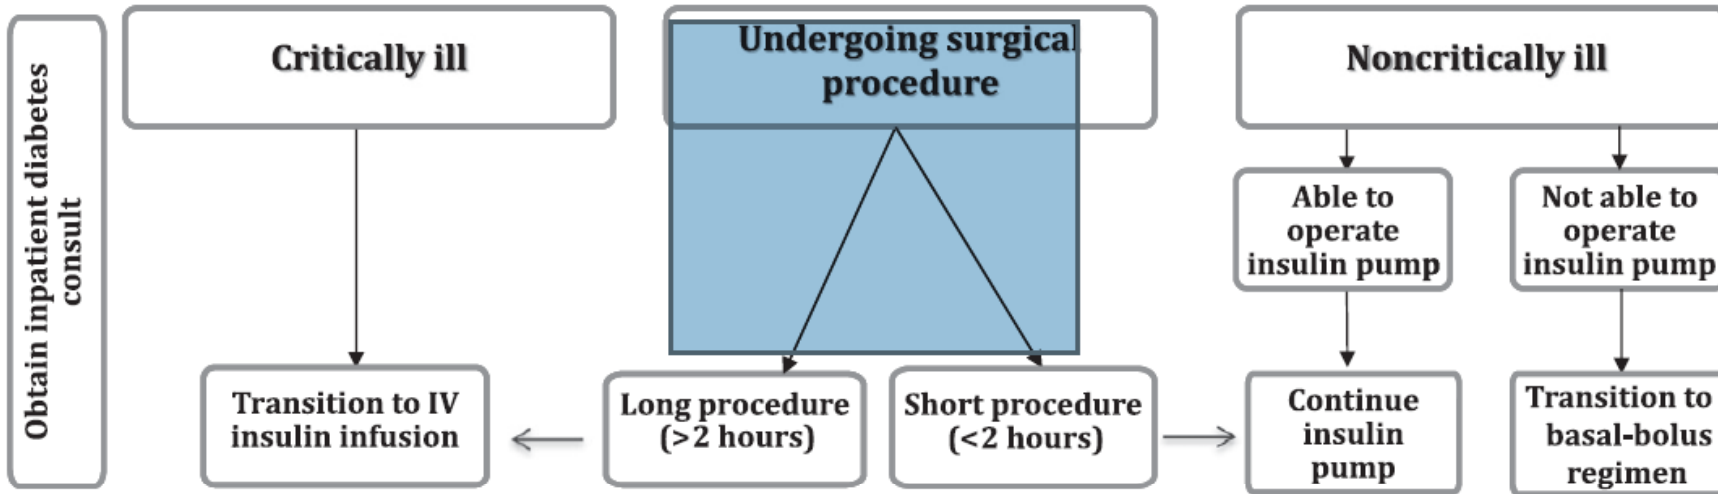 Obtain inpatient diabetes
consult
Critically ill
Undergoing surgical
procedure
Noncritically ill
Able to
operate
insulin pump
Not able to
operate
insulin pump
Transition to IV
insulin infusion
Long procedure
(>2 hours)
Short procedure
(<2 hours)
Continue
insulin
pump
Transition to
basal-bolus
regimen